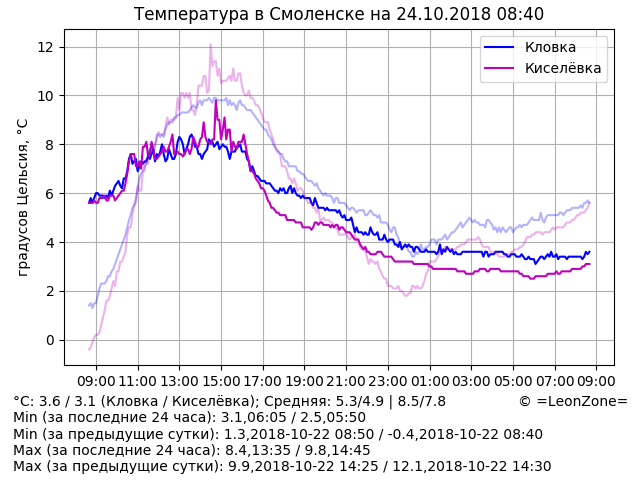 Температура в Смоленске на 24.10.2018 08:40
Кловка
Киселёвка
градусов Цельсия, °C
12
10
8
6
4
2
0
09:00 11:00 13:00 15:00 17:00 19:00 21:00 23:00 01:00 03:00 05:00 07:00 09:00
°C: 3.6 / 3.1 (Кловка / Киселёвка); Средняя: 5.3/4.9 | 8.5/7.8 © =LeonZone=
Min (за последние 24 часа): 3.1,06:05 / 2.5,05:50
Min (за предыдущие сутки): 1.3,2018-10-22 08:50 / -0.4,2018-10-22 08:40
Max (за последние 24 часа): 8.4,13:35 / 9.8,14:45
Max (за предыдущие сутки): 9.9,2018-10-22 14:25 / 12.1,2018-10-22 14:30